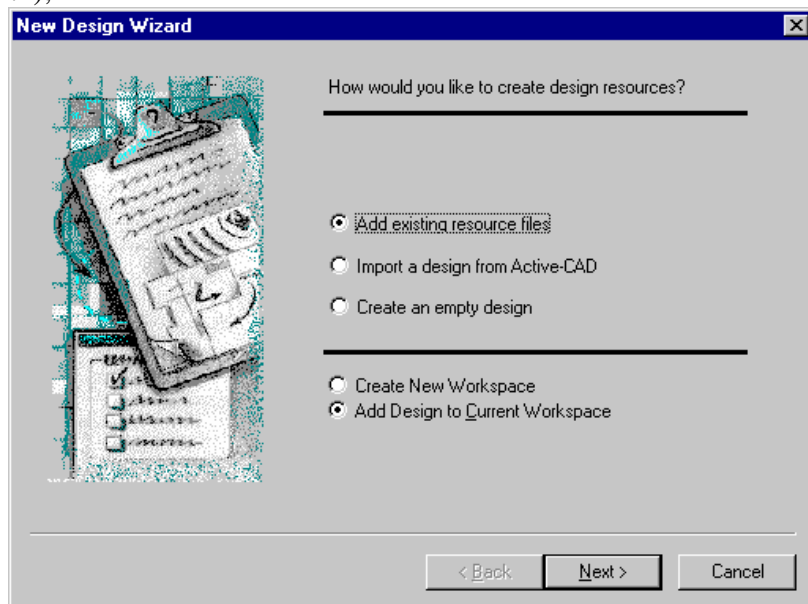 New Design Wizard
How would you like to create design resources?
Add existing resource files
Import a design from Active-CAD
Create an empty design
Create New Workspace
Add Design to Current Workspace
< Back Next > Cancel